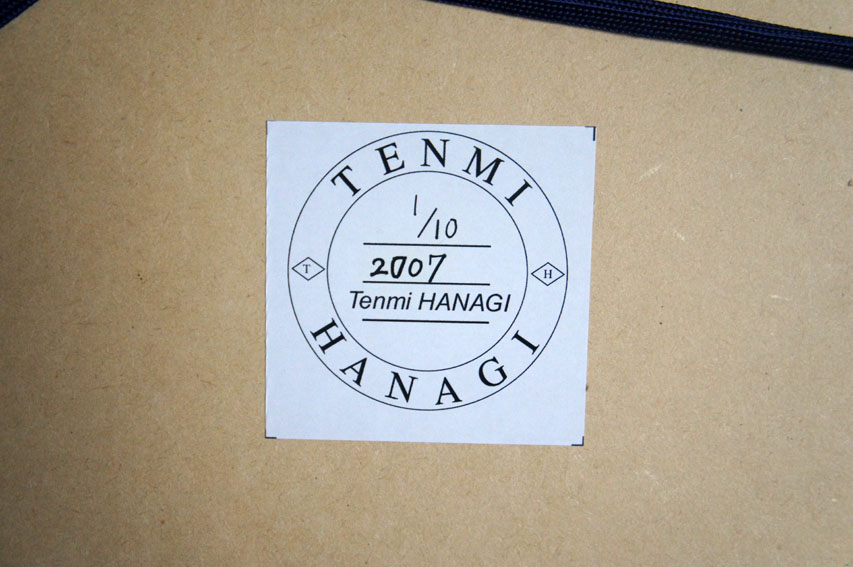 TENMI
1/10
2007
T
H
Tenmi HANAGI
HANAGI